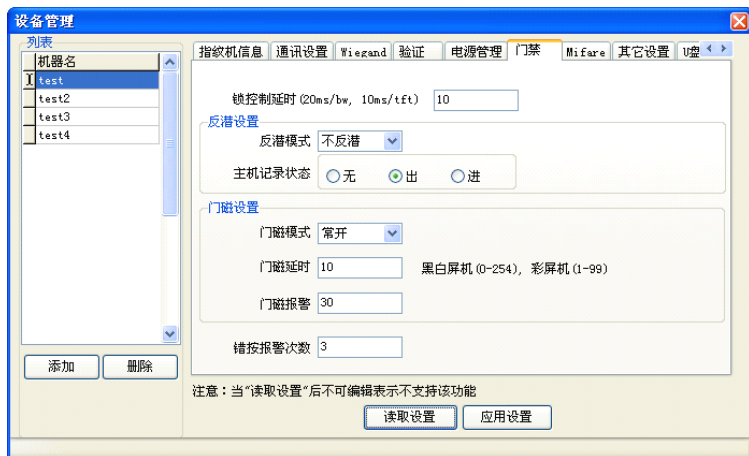 设备管理
列表
机器名
test
test2
test3
test4
添加 删除
指纹机信息 通讯设置 Wiegand 验证 电源管理 门禁 Mifare 其它设置 U盘
锁控制延时(20ms/bw, 10ms/tft) 10
反潜设置
反潜模式 不反潜
主机记录状态 无 出 进
门磁设置
门磁模式 常开
门磁延时 10 黑白屏机(0-254), 彩屏机(1-99)
门磁报警 30
错按报警次数 3
注意：当“读取设置”后不可编辑表示不支持该功能
读取设置 应用设置